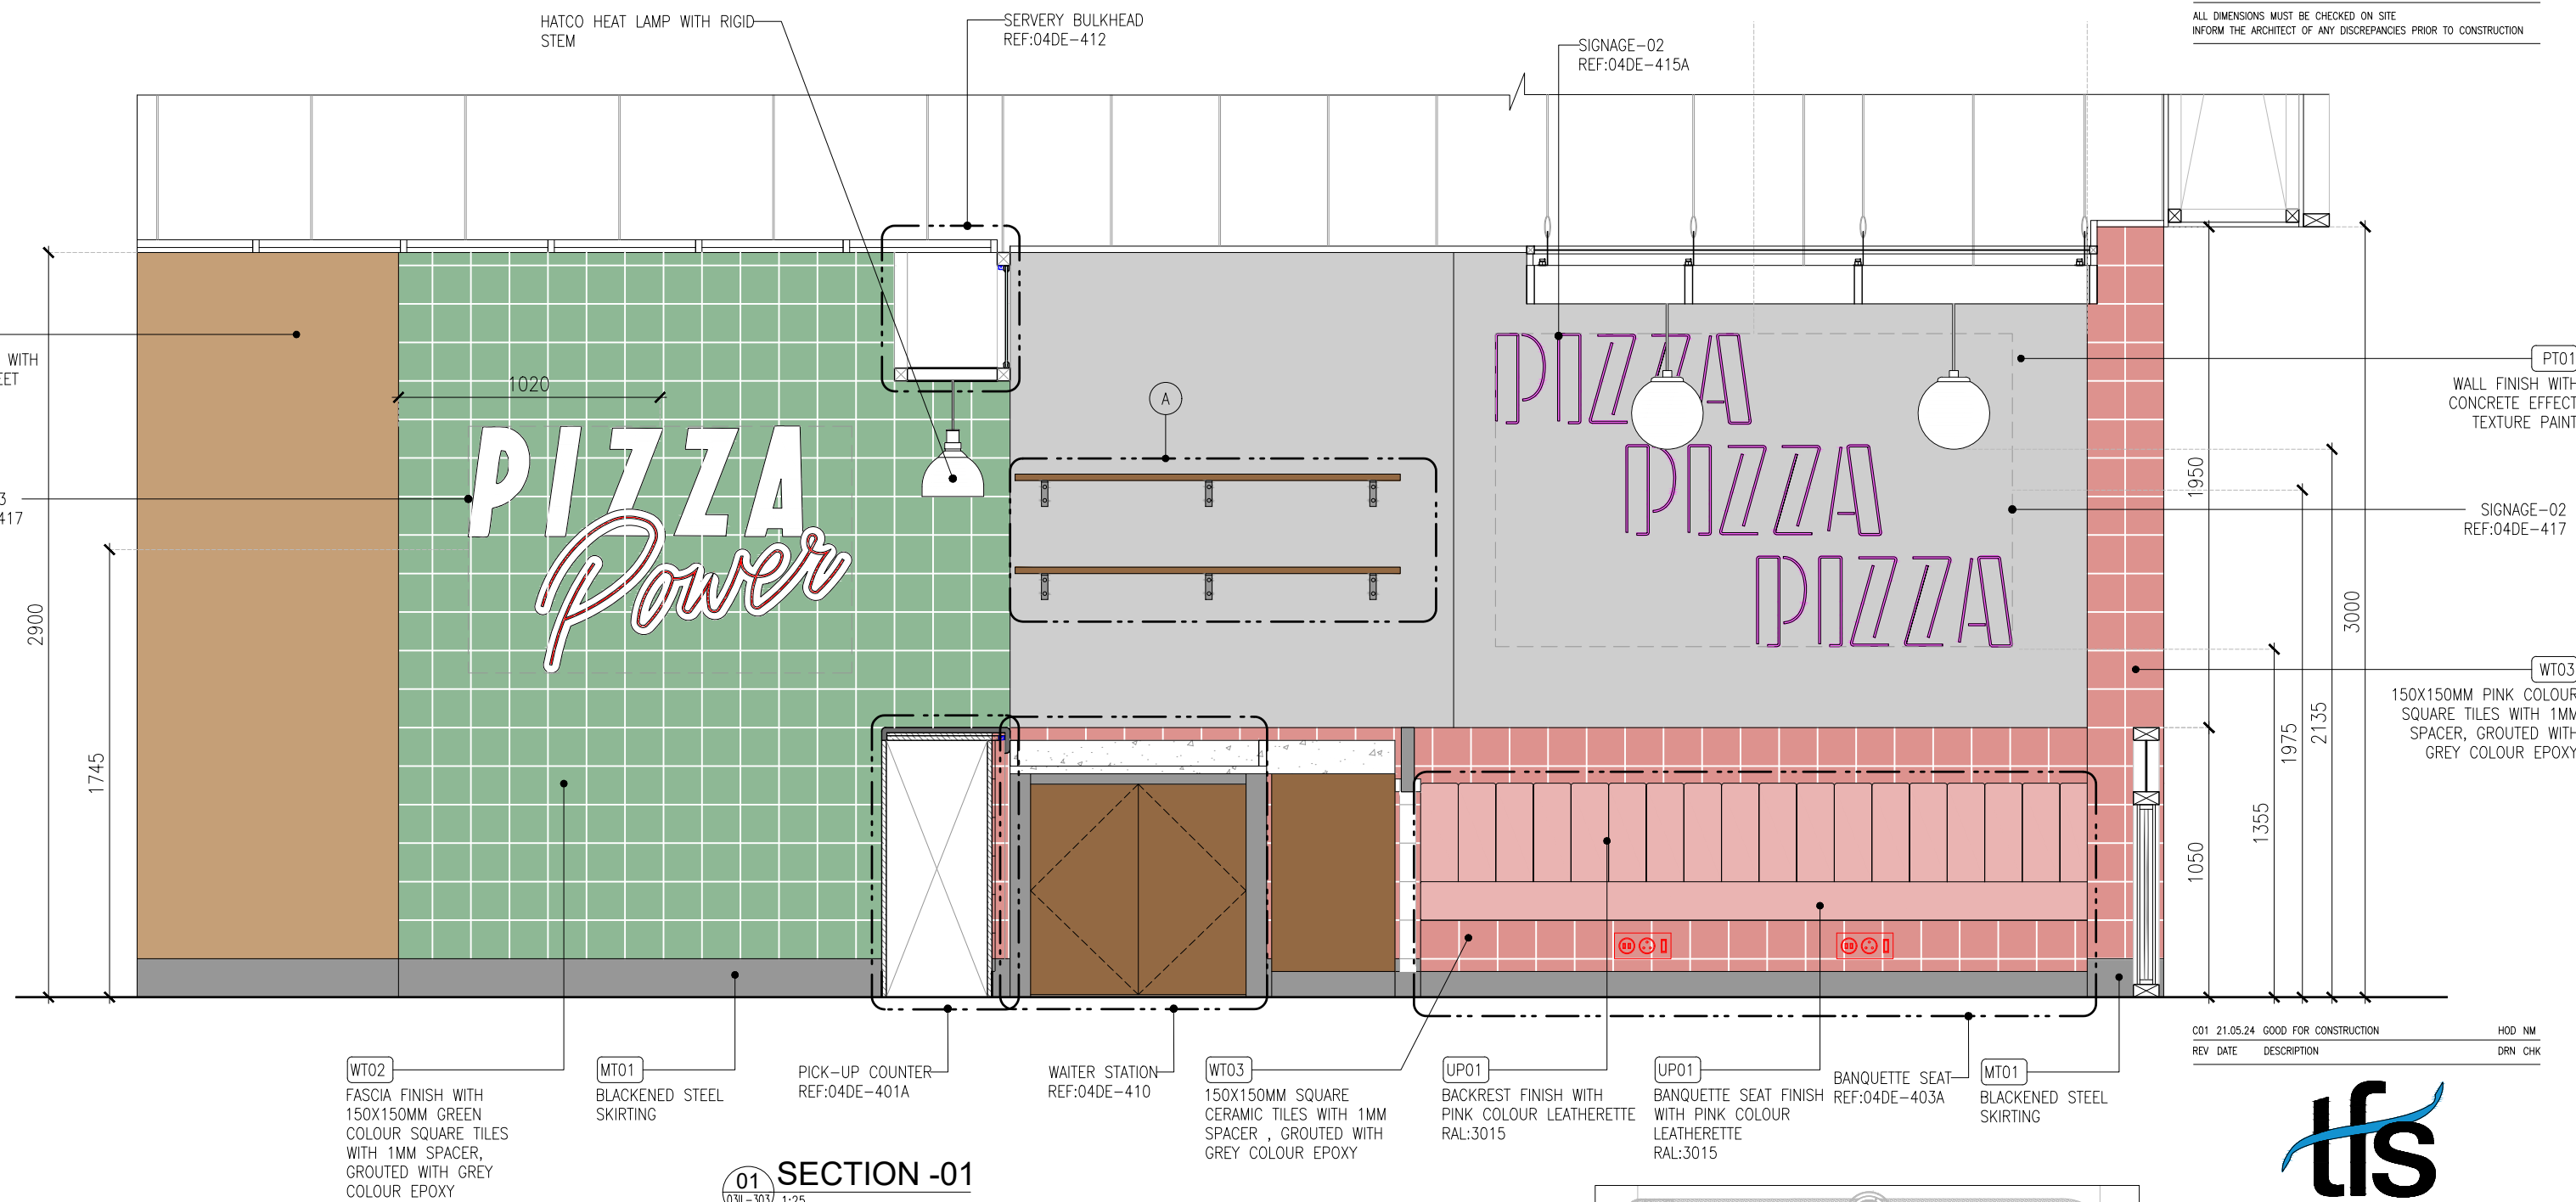 HATCO HEAT LAMP WITH RIGID
STEM
SERVERY BULKHEAD
REF:04DE-412
SIGNAGE-02
REF:04DE-415A
ALL DIMENSIONS MUST BE CHECKED ON SITE
INFORM THE ARCHITECT OF ANY DISCREPANCIES PRIOR TO CONSTRUCTION
WITH
EET
3
417
1020
2900
1745
PIZZA
Power
A
PIZZA
PIZZA
PIZZA
PT01
WALL FINISH WITH
CONCRETE EFFECT
TEXTURE PAINT
SIGNAGE-02
REF:04DE-417
WT03
150X150MM PINK COLOUR
SQUARE TILES WITH 1MM
SPACER, GROUTED WITH
GREY COLOUR EPOXY
1950
1050
1355
1975
2135
3000
WT02
FASCIA FINISH WITH
150X150MM GREEN
COLOUR SQUARE TILES
WITH 1MM SPACER,
GROUTED WITH GREY
COLOUR EPOXY
MT01
BLACKENED STEEL
SKIRTING
PICK-UP COUNTER
REF:04DE-401A
WAITER STATION
REF:04DE-410
WT03
150X150MM SQUARE
CERAMIC TILES WITH 1MM
SPACER , GROUTED WITH
GREY COLOUR EPOXY
UP01
BACKREST FINISH WITH
PINK COLOUR LEATHERETTE
RAL:3015
UP01
BANQUETTE SEAT FINISH
WITH PINK COLOUR
LEATHERETTE
RAL:3015
BANQUETTE SEAT
REF:04DE-403A
MT01
BLACKENED STEEL
SKIRTING
C01 21.05.24 GOOD FOR CONSTRUCTION HOD NM
REV DATE DESCRIPTION DRN CHK
tfs
01 SECTION -01
03IL-303 1:25